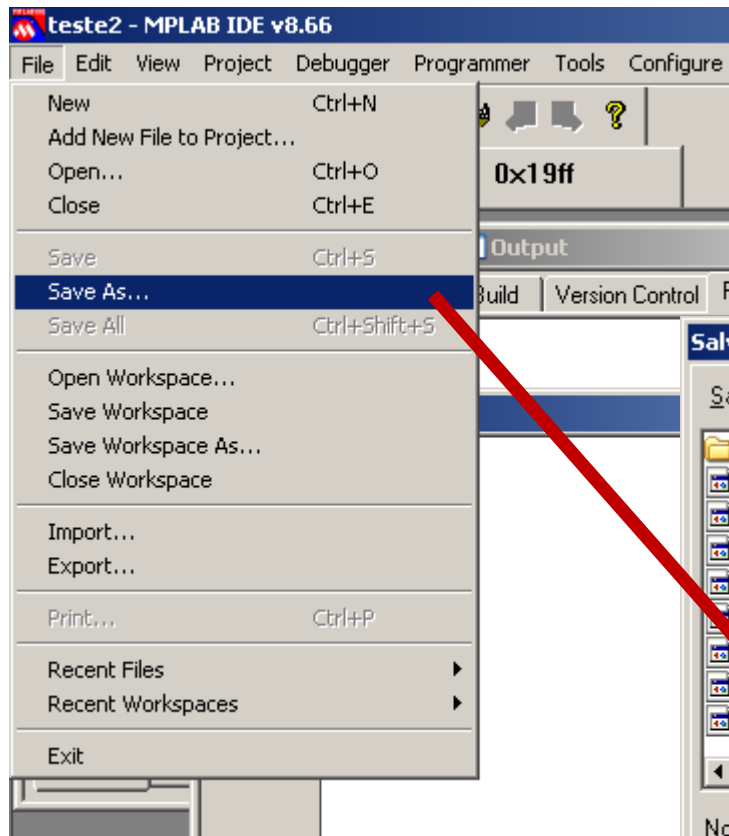 teste2 - MPLAB IDE v8.66
File Edit View Project Debugger Programmer Tools Configure
New Ctrl+N
Add New File to Project...
Open... Ctrl+O
0x19ff
Close Ctrl+E
Output
Save Ctrl+S
Save As...
Build Version Control
Save All Ctrl+Shift+S
Open Workspace...
Save Workspace
Save Workspace As...
Close Workspace
Import...
Export...
Print... Ctrl+P
Recent Files
Recent Workspaces
Exit